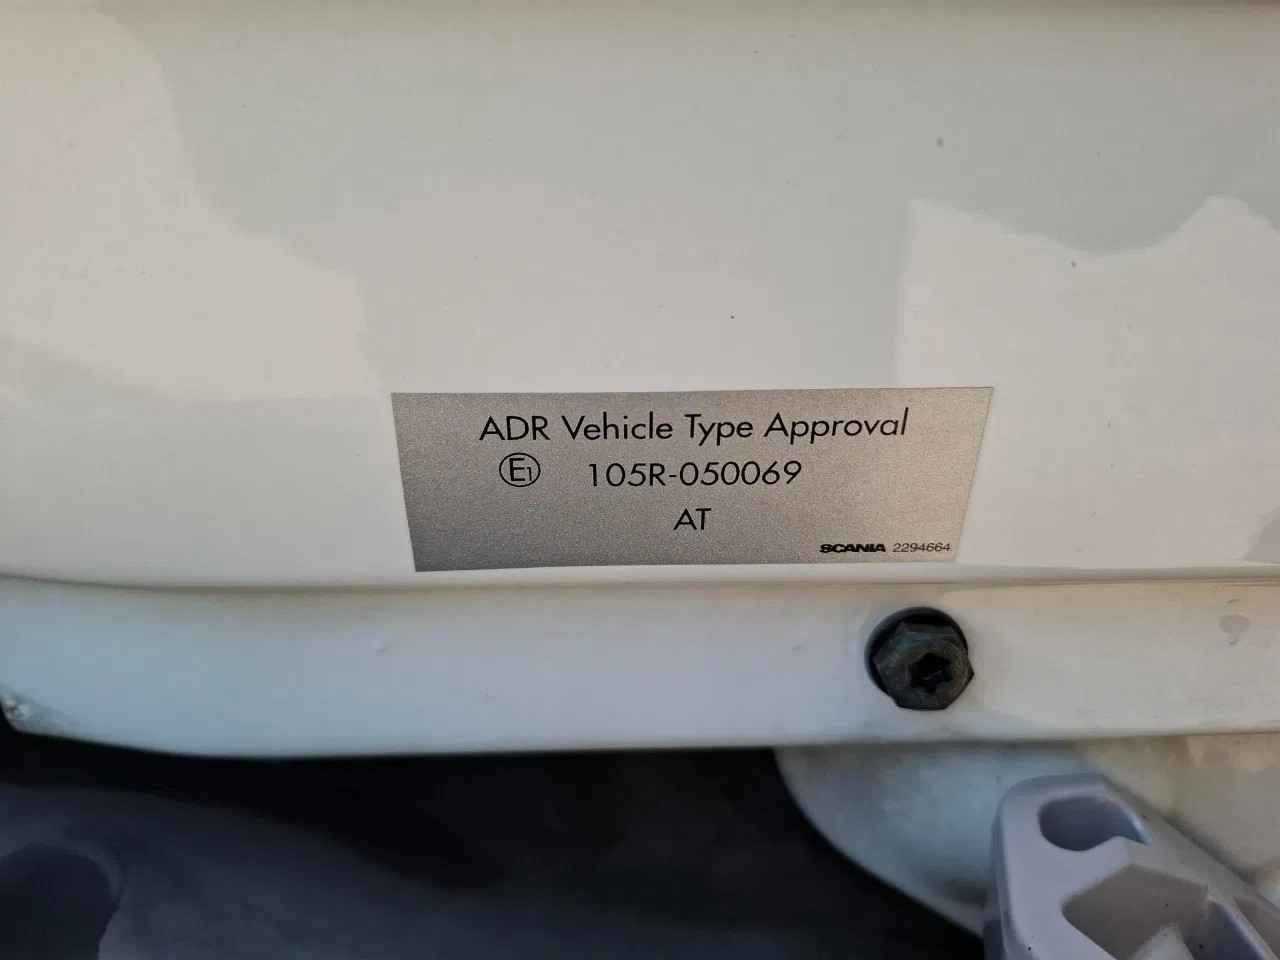 ADR Vehicle Type Approval
E1 105R-050069
AT
SCANIA 2294664